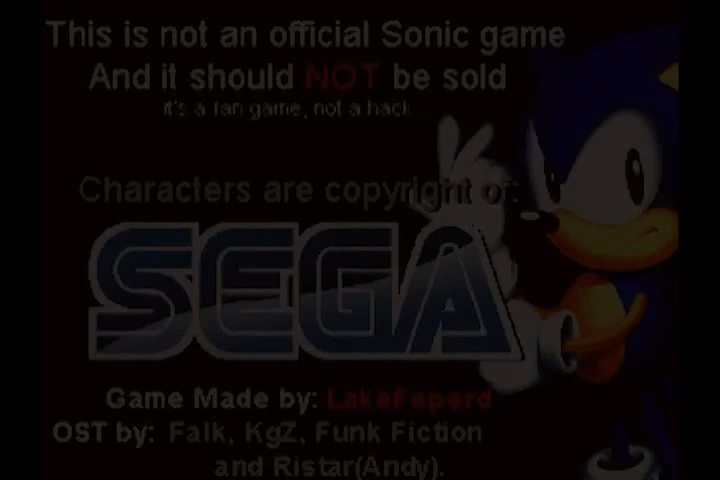 This is not an official Sonic game
And it should NOT be sold
it's a fan game, not a hack...
Characters are copyright of:
SEGA
Game Made by: LakeFeperd
OST by: Falk, KgZ, Funk Fiction
and Ristar(Andy).